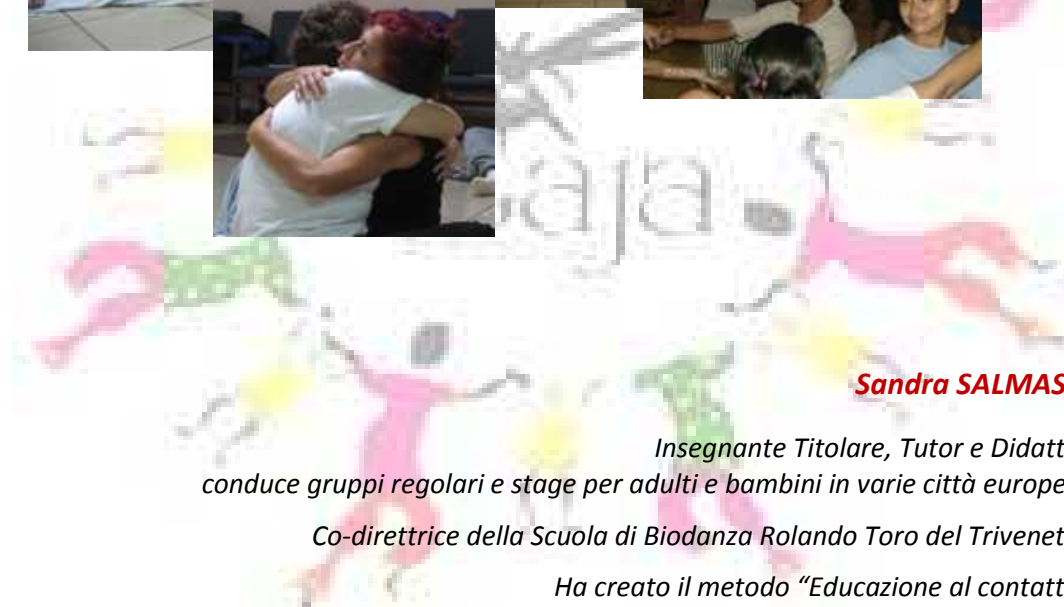 aja
Sandra SALMAS
Insegnante Titolare, Tutor e Didatt
conduce gruppi regolari e stage per adulti e bambini in varie città europe
Co-direttrice della Scuola di Biodanza Rolando Toro del Trivenet
Ha creato il metodo “Educazione al contatt